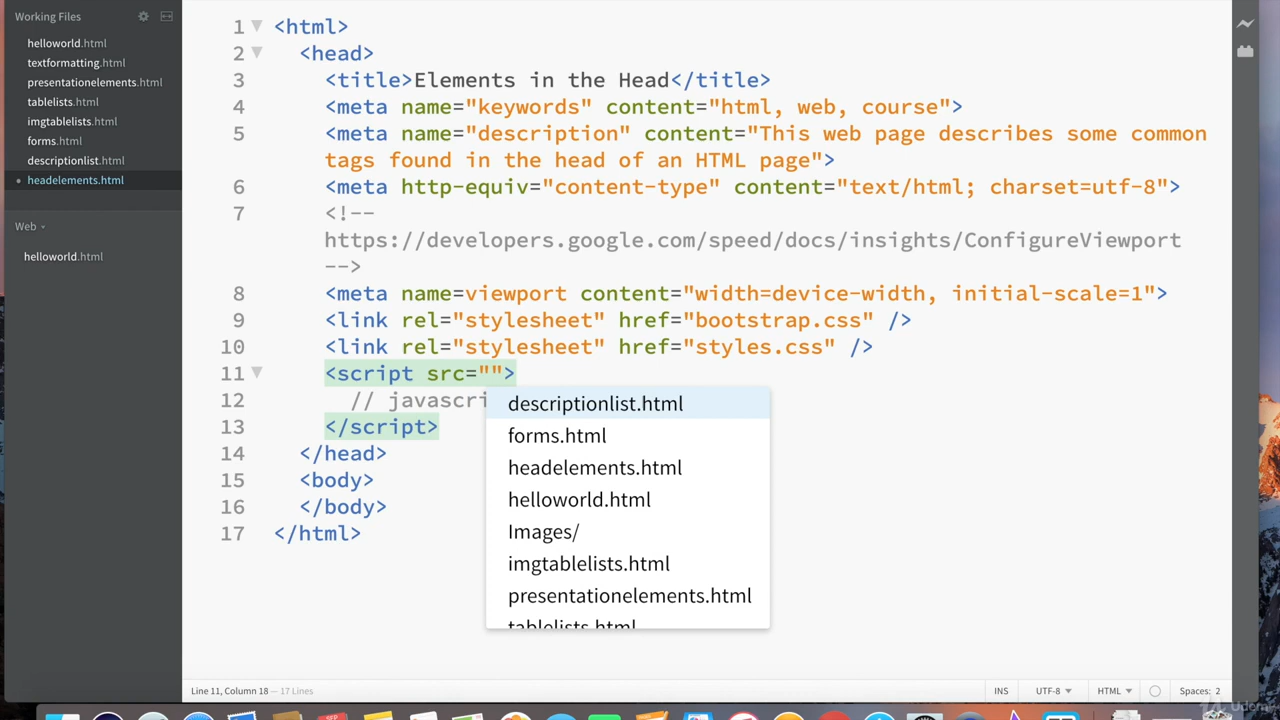 Working Files
helloworld.html
textformatting.html
presentationelements.html
tablelists.html
imgtablelists.html
forms.html
descriptionlist.html
headelements.html
Web
helloworld.html
1 <html>
2 <head>
3 <title>Elements in the Head</title>
4 <meta name="keywords" content="html, web, course">
5 <meta name="description" content="This web page describes some common
tags found in the head of an HTML page">
6 <meta http-equiv="content-type" content="text/html; charset=utf-8">
7 <!--
https://developers.google.com/speed/docs/insights/ConfigureViewport
-->
8 <meta name=viewport content="width=device-width, initial-scale=1">
9 <link rel="stylesheet" href="bootstrap.css" />
10 <link rel="stylesheet" href="styles.css" />
11 <script src="">
12 // javascri
13 </script>
14 </head>
15 <body>
16 </body>
17 </html>
descriptionlist.html
forms.html
headelements.html
helloworld.html
Images/
imgtablelists.html
presentationelements.html
tablelists.html
Line 11, Column 18 — 17 Lines
INS UTF-8 HTML Spaces: 2
Udemy